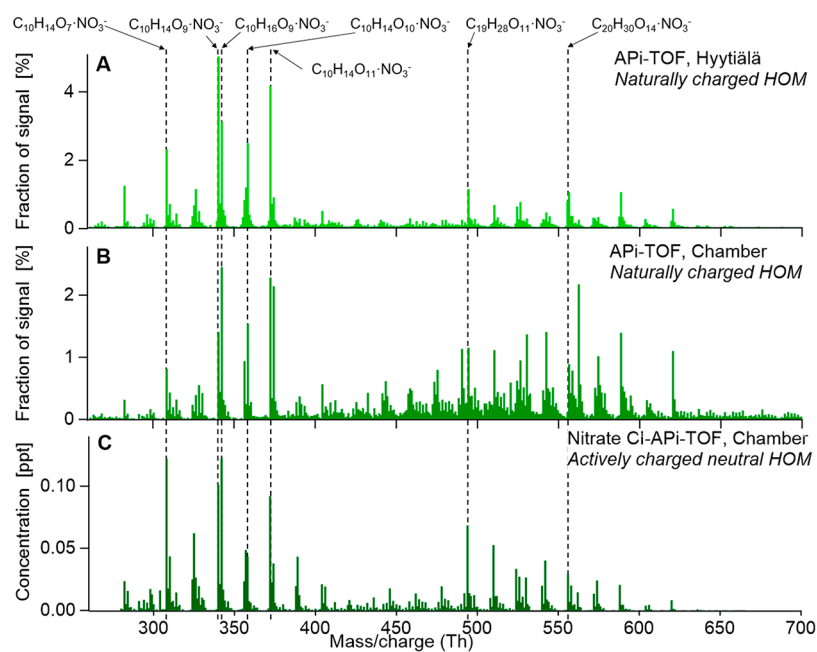 C₁₀H₁₄O₇·NO₃⁻ C₁₀H₁₄O₉·NO₃⁻ C₁₀H₁₆O₉·NO₃⁻ C₁₀H₁₄O₁₀·NO₃⁻ C₁₉H₂₈O₁₁·NO₃⁻ C₂₀H₃₀O₁₄·NO₃⁻
C₁₀H₁₄O₁₁·NO₃⁻
A
APi-TOF, Hyytiälä
Naturally charged HOM
Fraction of signal [%]
4
2
0
B
APi-TOF, Chamber
Naturally charged HOM
Fraction of signal [%]
2
1
0
C
Nitrate Ci-APi-TOF, Chamber
Actively charged neutral HOM
Concentration [ppt]
0.10
0.05
0.00
300 350 400 450 500 550 600 650 700
Mass/charge (Th)